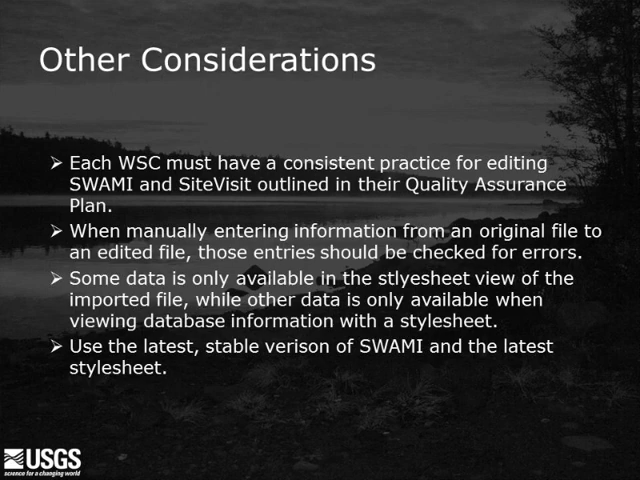 Other Considerations
➢ Each WSC must have a consistent practice for editing
SWAMI and SiteVisit outlined in their Quality Assurance
Plan.
➢ When manually entering information from an original file to
an edited file, those entries should be checked for errors.
➢ Some data is only available in the stlyesheet view of the
imported file, while other data is only available when
viewing database information with a stylesheet.
➢ Use the latest, stable verison of SWAMI and the latest
stylesheet.
USGS
science for a changing world